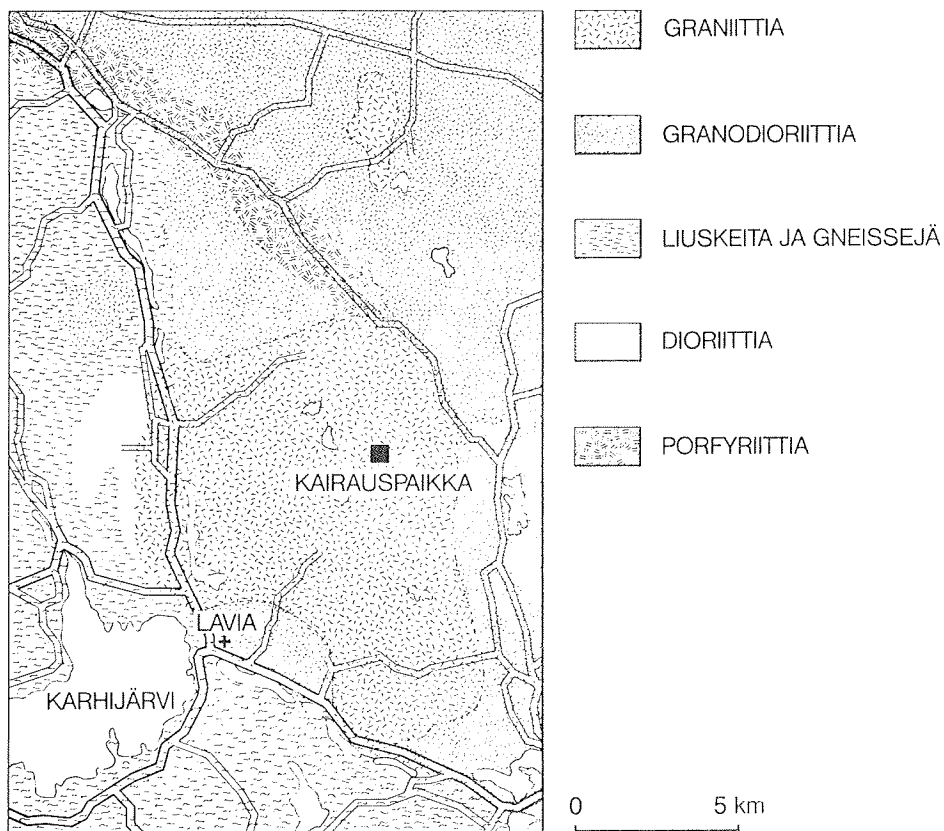 GRANIITTIA
GRANODIORIITTIA
LIUSKEITA JA GNEISSEJÄ
DIORIITTIA
PORFYRIITTIA
KAIRAUSPAIKKA
LAVIA
KARHIJÄRVI
0 5 km